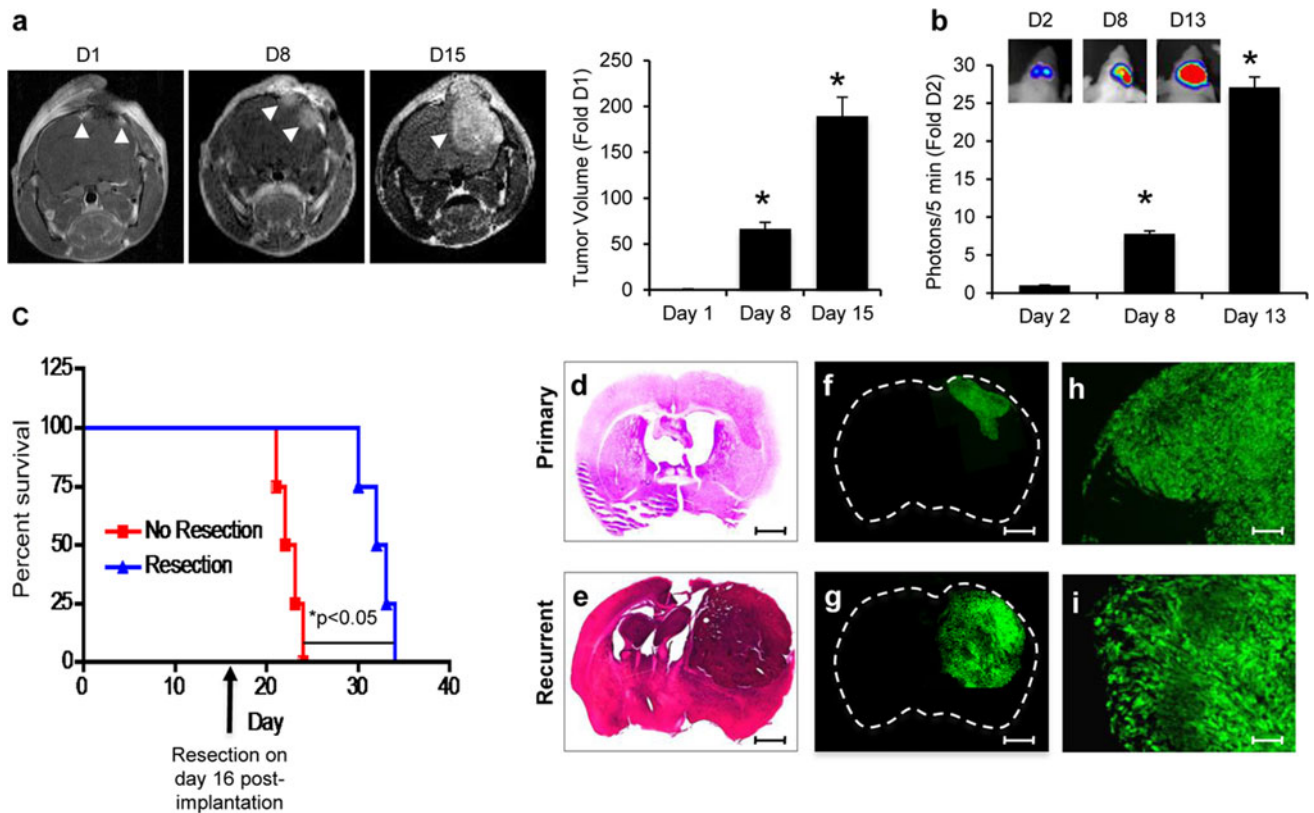 a
D1
D8
D15
Tumor Volume (Fold D1)
250
200
150
100
50
0
Day 1
Day 8
Day 15
*
*
b
D2
D8
D13
Photons/5 min (Fold D2)
30
25
20
15
10
5
0
Day 2
Day 8
Day 13
*
*
C
Percent survival
125
100
75
50
25
0
0
10
20
30
40
No Resection
Resection
*p<0.05
Day
Resection on
day 16 post-
implantation
Primary
Recurrent
d
f
h
e
g
i